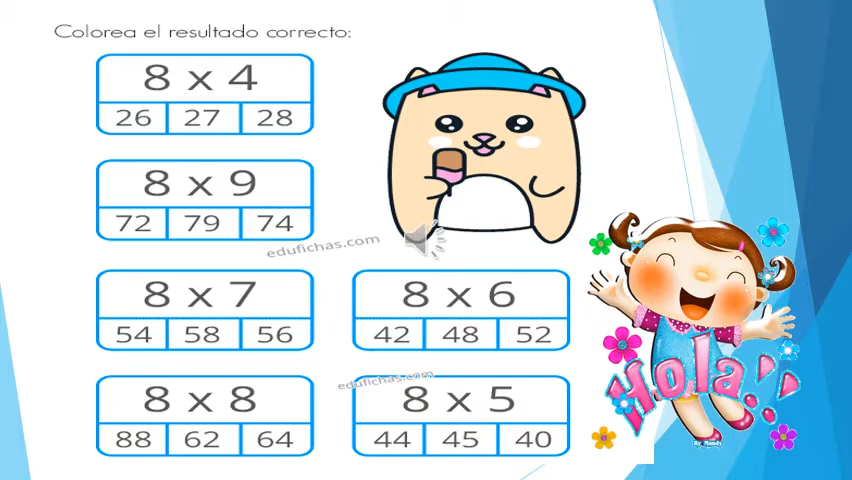 Colorea el resultado correcto:
8 x 4
26 27 28
8 x 9
72 79 74
edufichas.com
8 x 7
54 58 56
8 x 6
42 48 52
8 x 8
88 62 64
edufichas.com
8 x 5
44 45 40
Hola!!
By Mandy